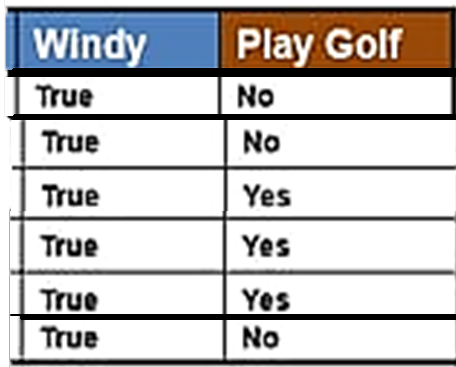 Windy Play Golf
True No
True No
True Yes
True Yes
True Yes
True No